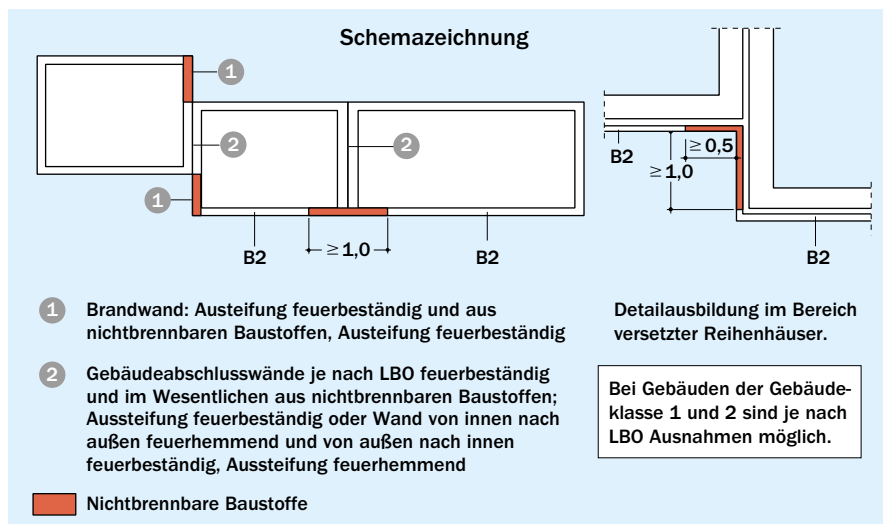 Schemazeichnung
1
2
2
1
B2
≥ 1,0
B2
B2
≥ 0,5
≥ 1,0
B2
1 Brandwand: Austeifung feuerbeständig und aus
nichtbrennbaren Baustoffen, Austeifung feuerbeständig
2 Gebäudeabschlusswände je nach LBO feuerbeständig
und im Wesentlichen aus nichtbrennbaren Baustoffen;
Aussteifung feuerbeständig oder Wand von innen nach
außen feuerhemmend und von außen nach innen
feuerbeständig, Aussteifung feuerhemmend
Nichtbrennbare Baustoffe
Detailausbildung im Bereich
versetzter Reihenhäuser.
Bei Gebäuden der Gebäude-
klasse 1 und 2 sind je nach
LBO Ausnahmen möglich.